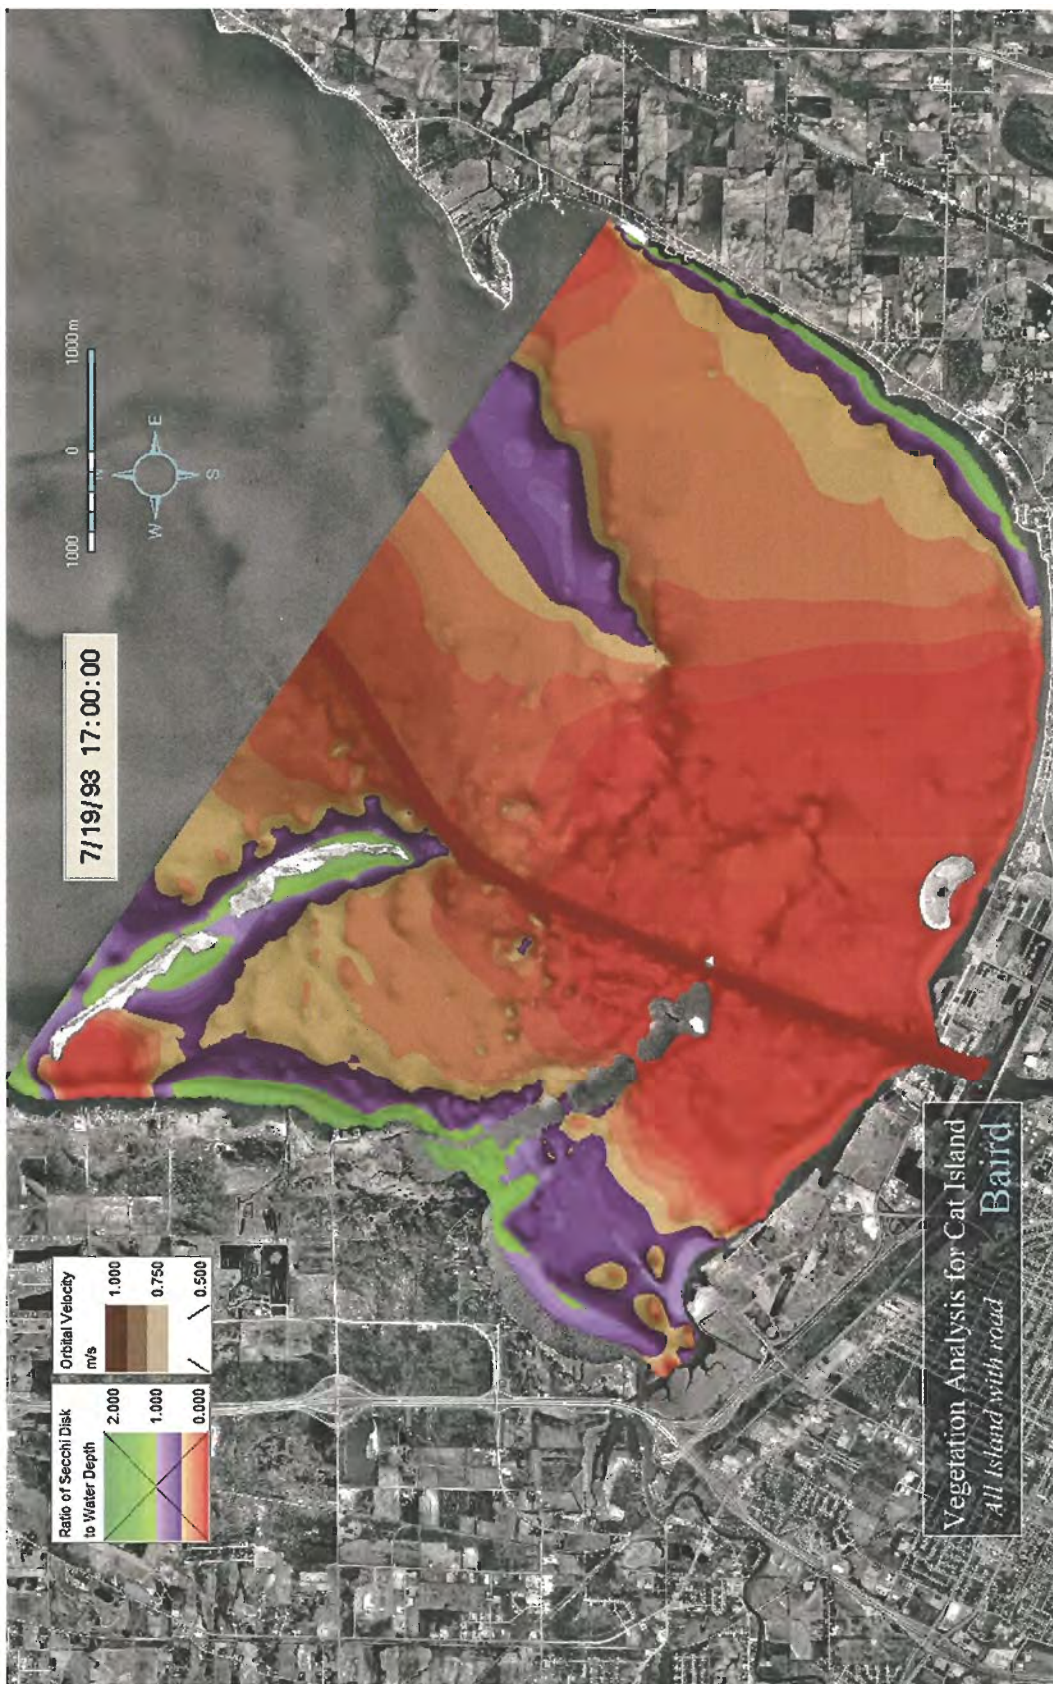 7/19/93 17:00:00
1000 0 1000 m
N
W E
S
Ratio of Secchi Disk
to Water Depth
2.000
1.000
0.000
Orbital Velocity
m/s
1.000
0.750
0.500
Vegetation Analysis for Cat Island
All Island with road
Baird